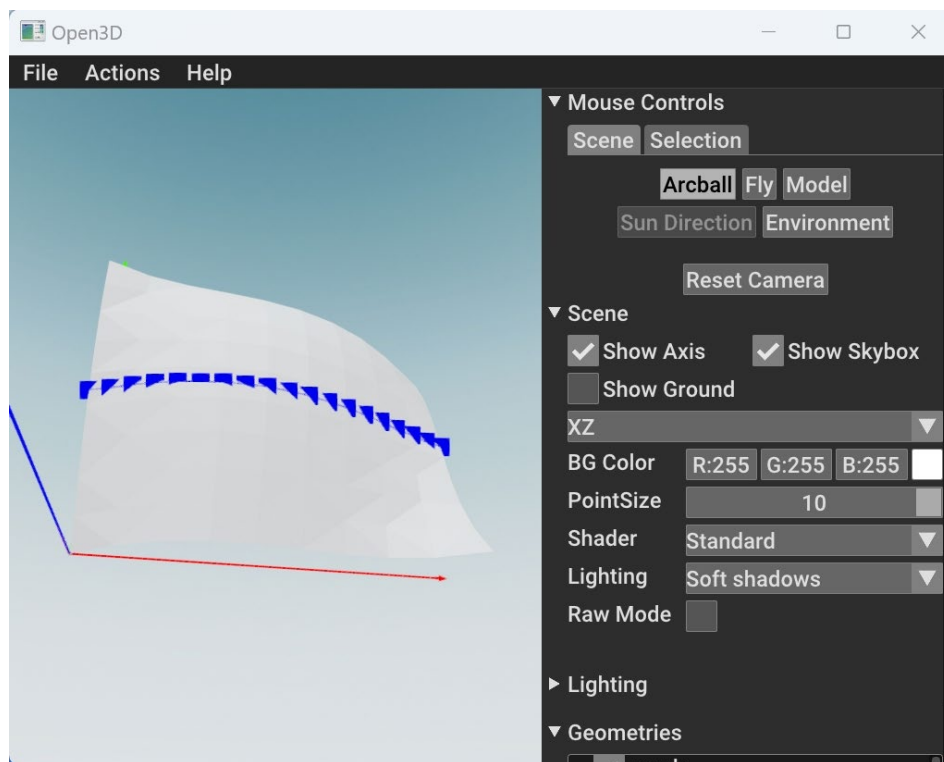 Open3D
File Actions Help
Mouse Controls
Scene Selection
Arcball Fly Model
Sun Direction Environment
Reset Camera
Scene
Show Axis Show Skybox
Show Ground
XZ
BG Color R:255 G:255 B:255
PointSize 10
Shader Standard
Lighting Soft shadows
Raw Mode
Lighting
Geometries